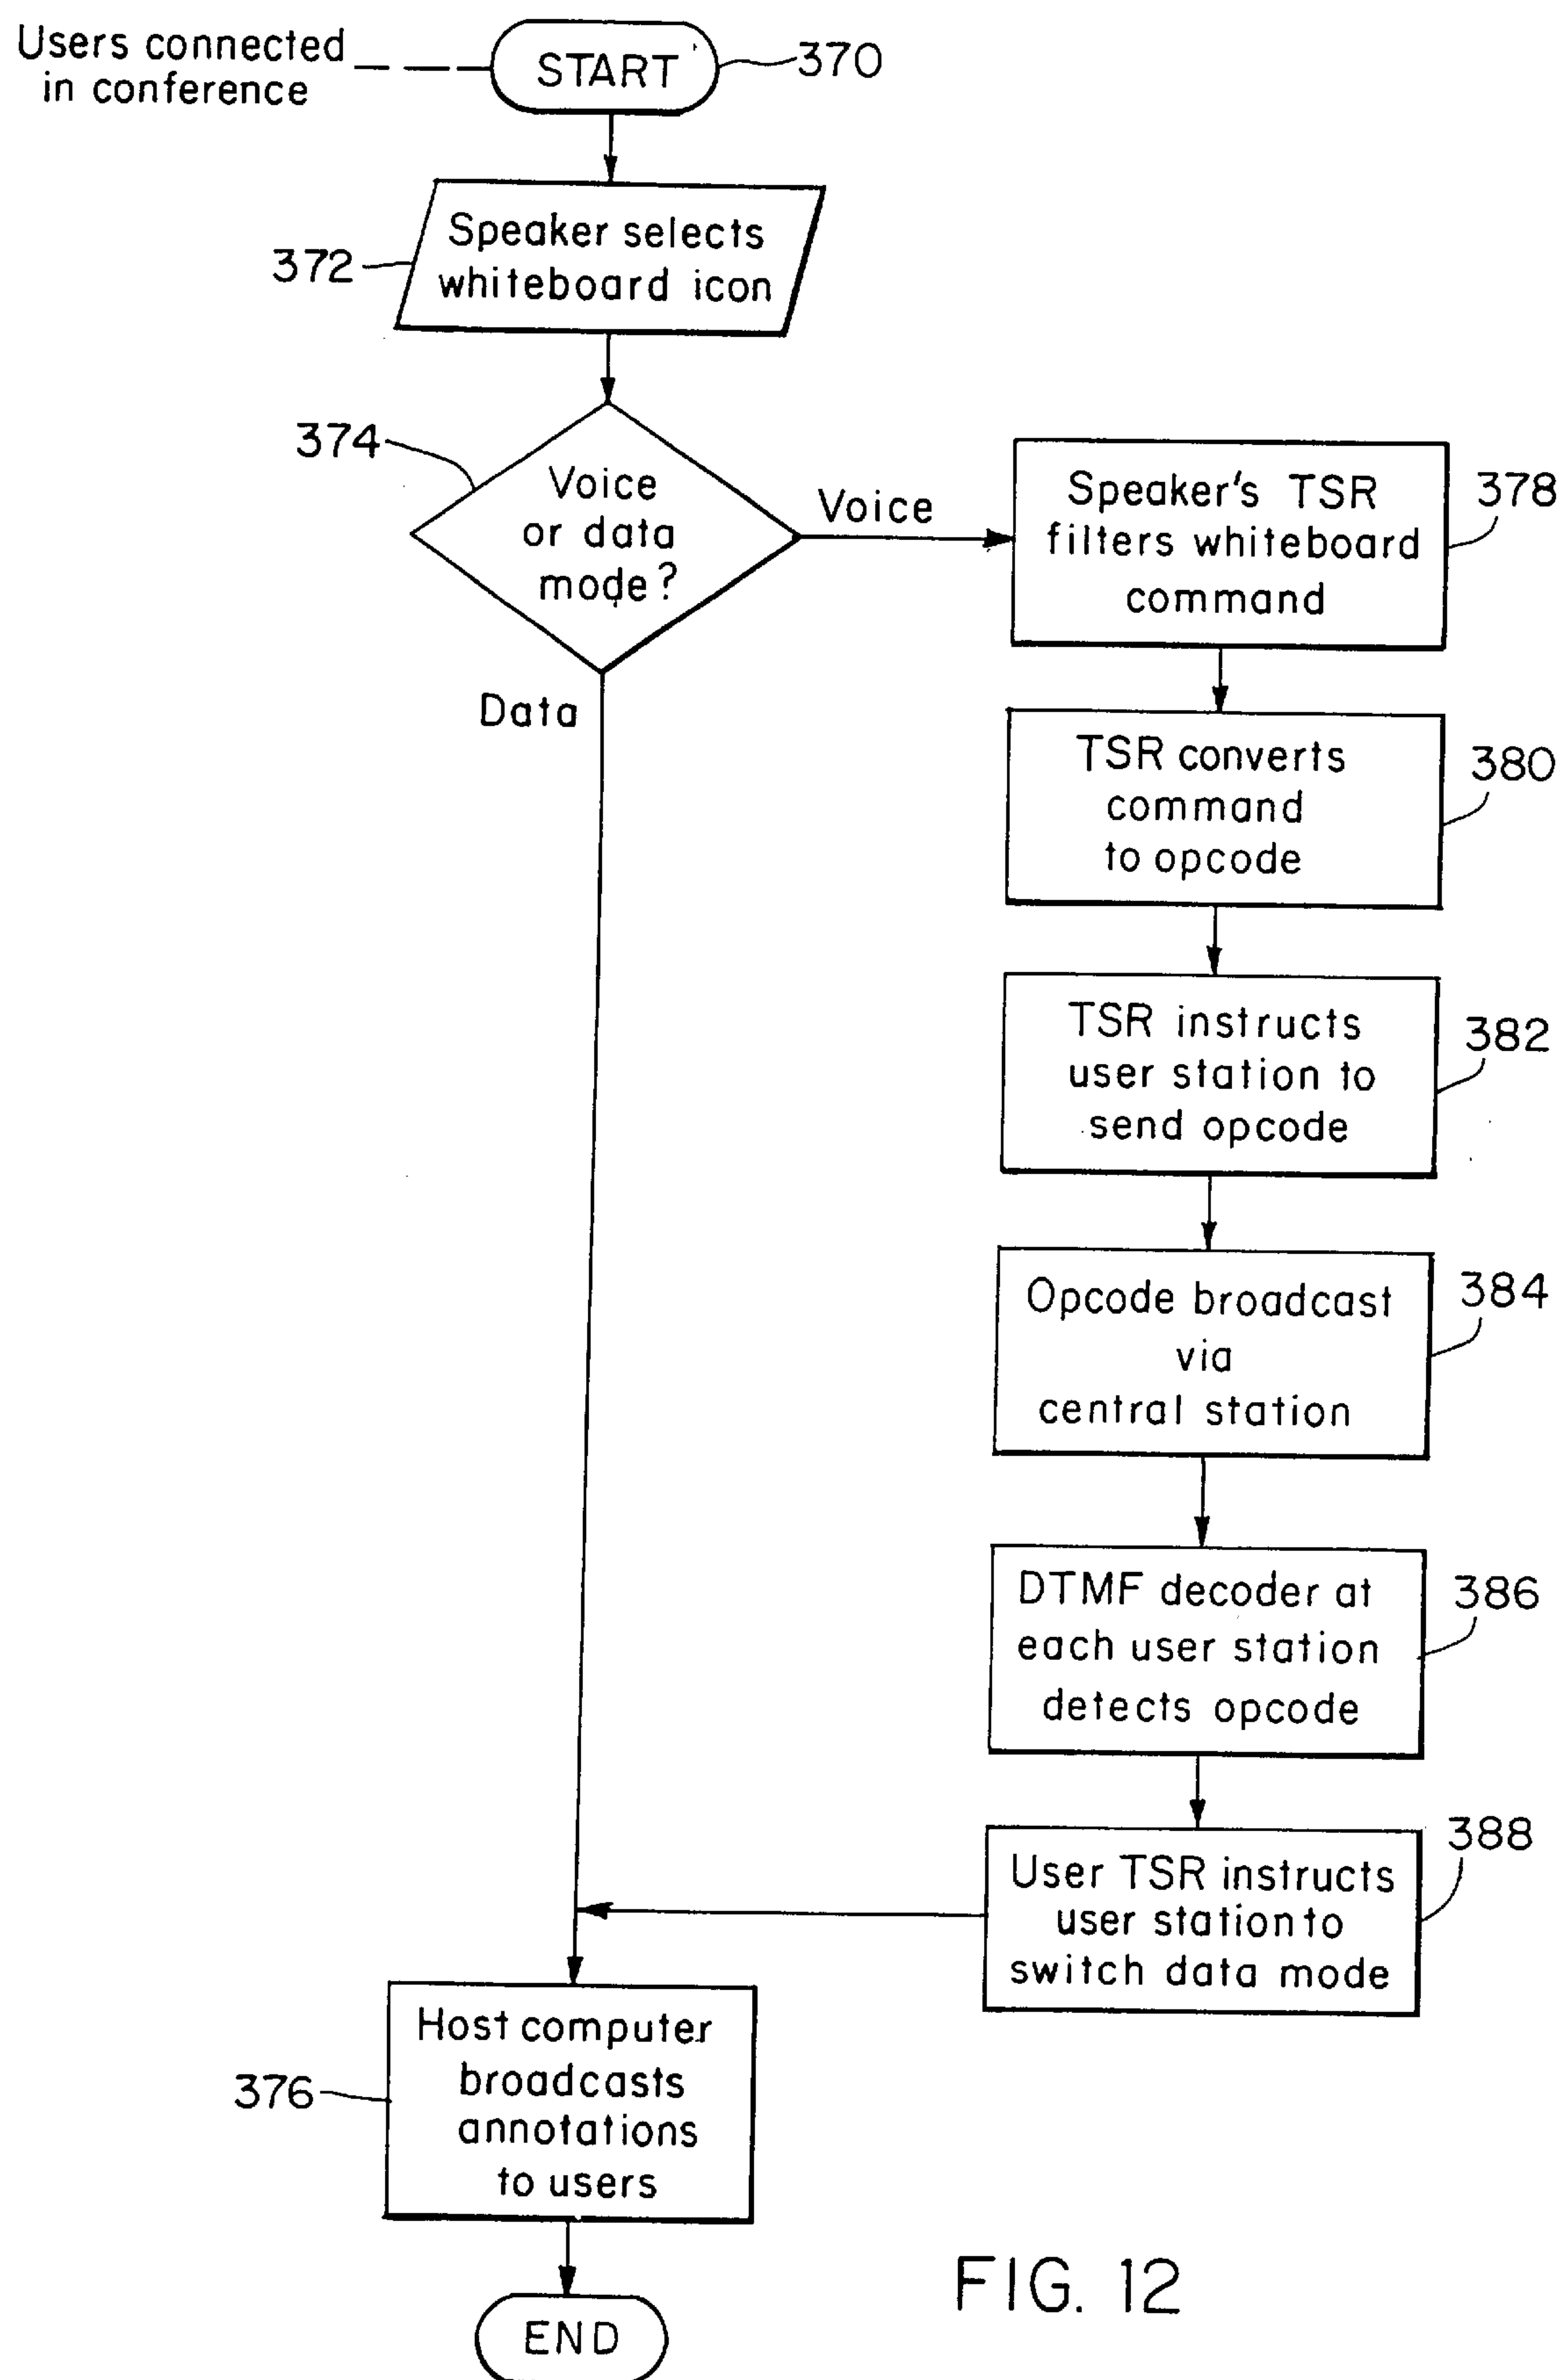 Users connected
in conference
START
370
372
Speaker selects
whiteboard icon
374
Voice
or data
mode?
Voice
Data
Speaker's TSR
filters whiteboard
command
378
TSR converts
command
to opcode
380
TSR instructs
user station to
send opcode
382
Opcode broadcast
via
central station
384
DTMF decoder at
each user station
detects opcode
386
User TSR instructs
user station to
switch data mode
388
376
Host computer
broadcasts
annotations
to users
END
FIG. 12